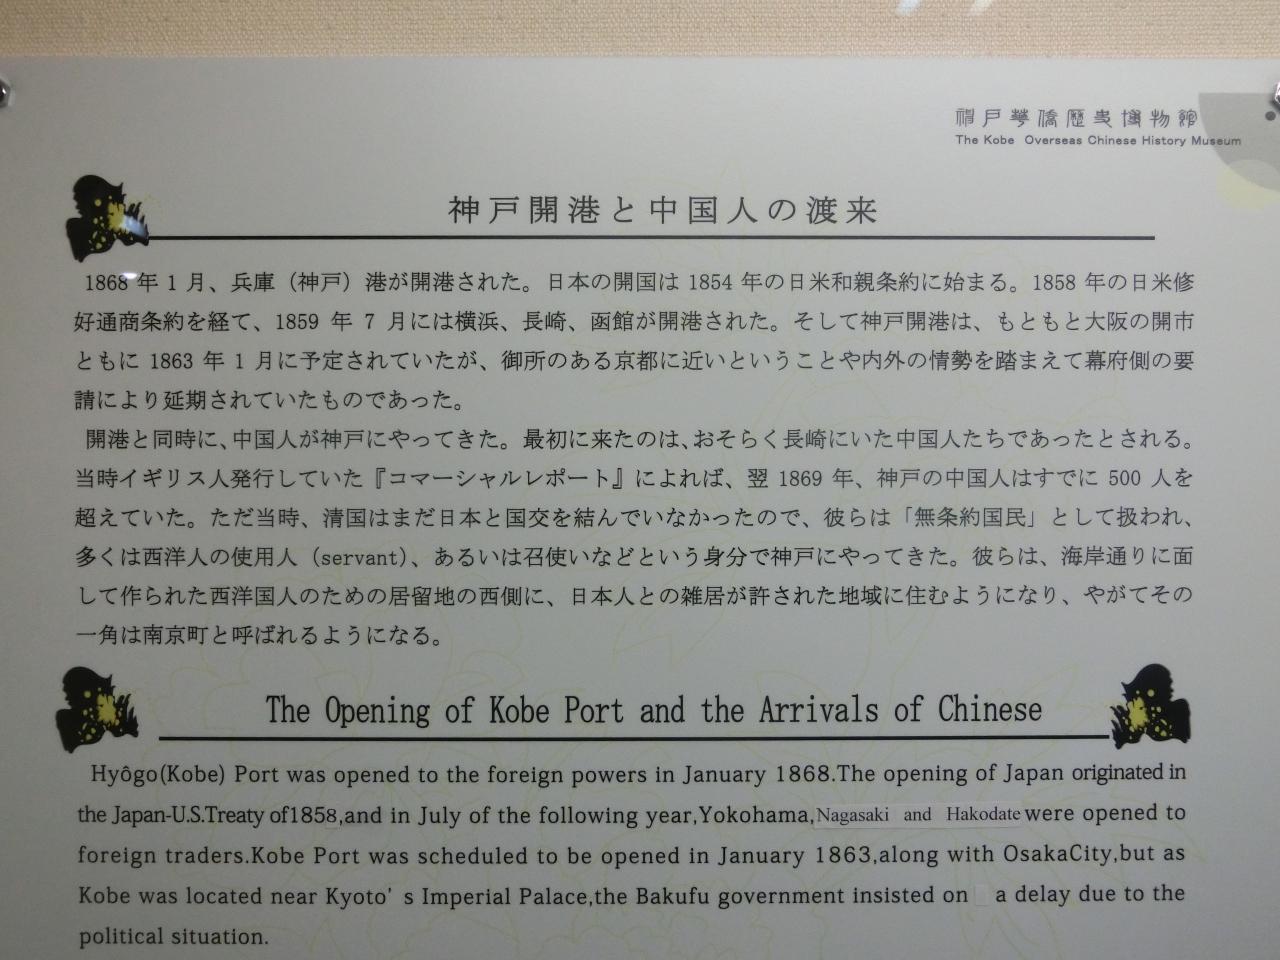 神戸華僑歴史博物館
The Kobe Overseas Chinese History Museum
神戸開港と中国人の渡来
1868 年 1 月、兵庫（神戸）港が開港された。日本の開国は 1854 年の日米和親条約に始まる。1858 年の日米修
好通商条約を経て、1859 年 7 月には横浜、長崎、函館が開港された。そして神戸開港は、もともと大阪の開市
ともに 1863 年 1 月に予定されていたが、御所のある京都に近いということや内外の情勢を踏まえて幕府側の要
請により延期されていたものであった。
開港と同時に、中国人が神戸にやってきた。最初に来たのは、おそらく長崎にいた中国人たちであったとされる。
当時イギリス人発行していた『コマーシャルレポート』によれば、翌 1869 年、神戸の中国人はすでに 500 人を
超えていた。ただ当時、清国はまだ日本と国交を結んでいなかったので、彼らは「無条約国民」として扱われ、
多くは西洋人の使用人（servant）、あるいは召使いなどという身分で神戸にやってきた。彼らは、海岸通りに面
して作られた西洋国人のための居留地の西側に、日本人との雑居が許された地域に住むようになり、やがてその
一角は南京町と呼ばれるようになる。
The Opening of Kobe Port and the Arrivals of Chinese
Hyôgo(Kobe) Port was opened to the foreign powers in January 1868.The opening of Japan originated in
the Japan-U.S.Treaty of1858,and in July of the following year,Yokohama,Nagasaki and Hakodate were opened to
foreign traders.Kobe Port was scheduled to be opened in January 1863,along with OsakaCity,but as
Kobe was located near Kyoto' s Imperial Palace,the Bakufu government insisted on a delay due to the
political situation.